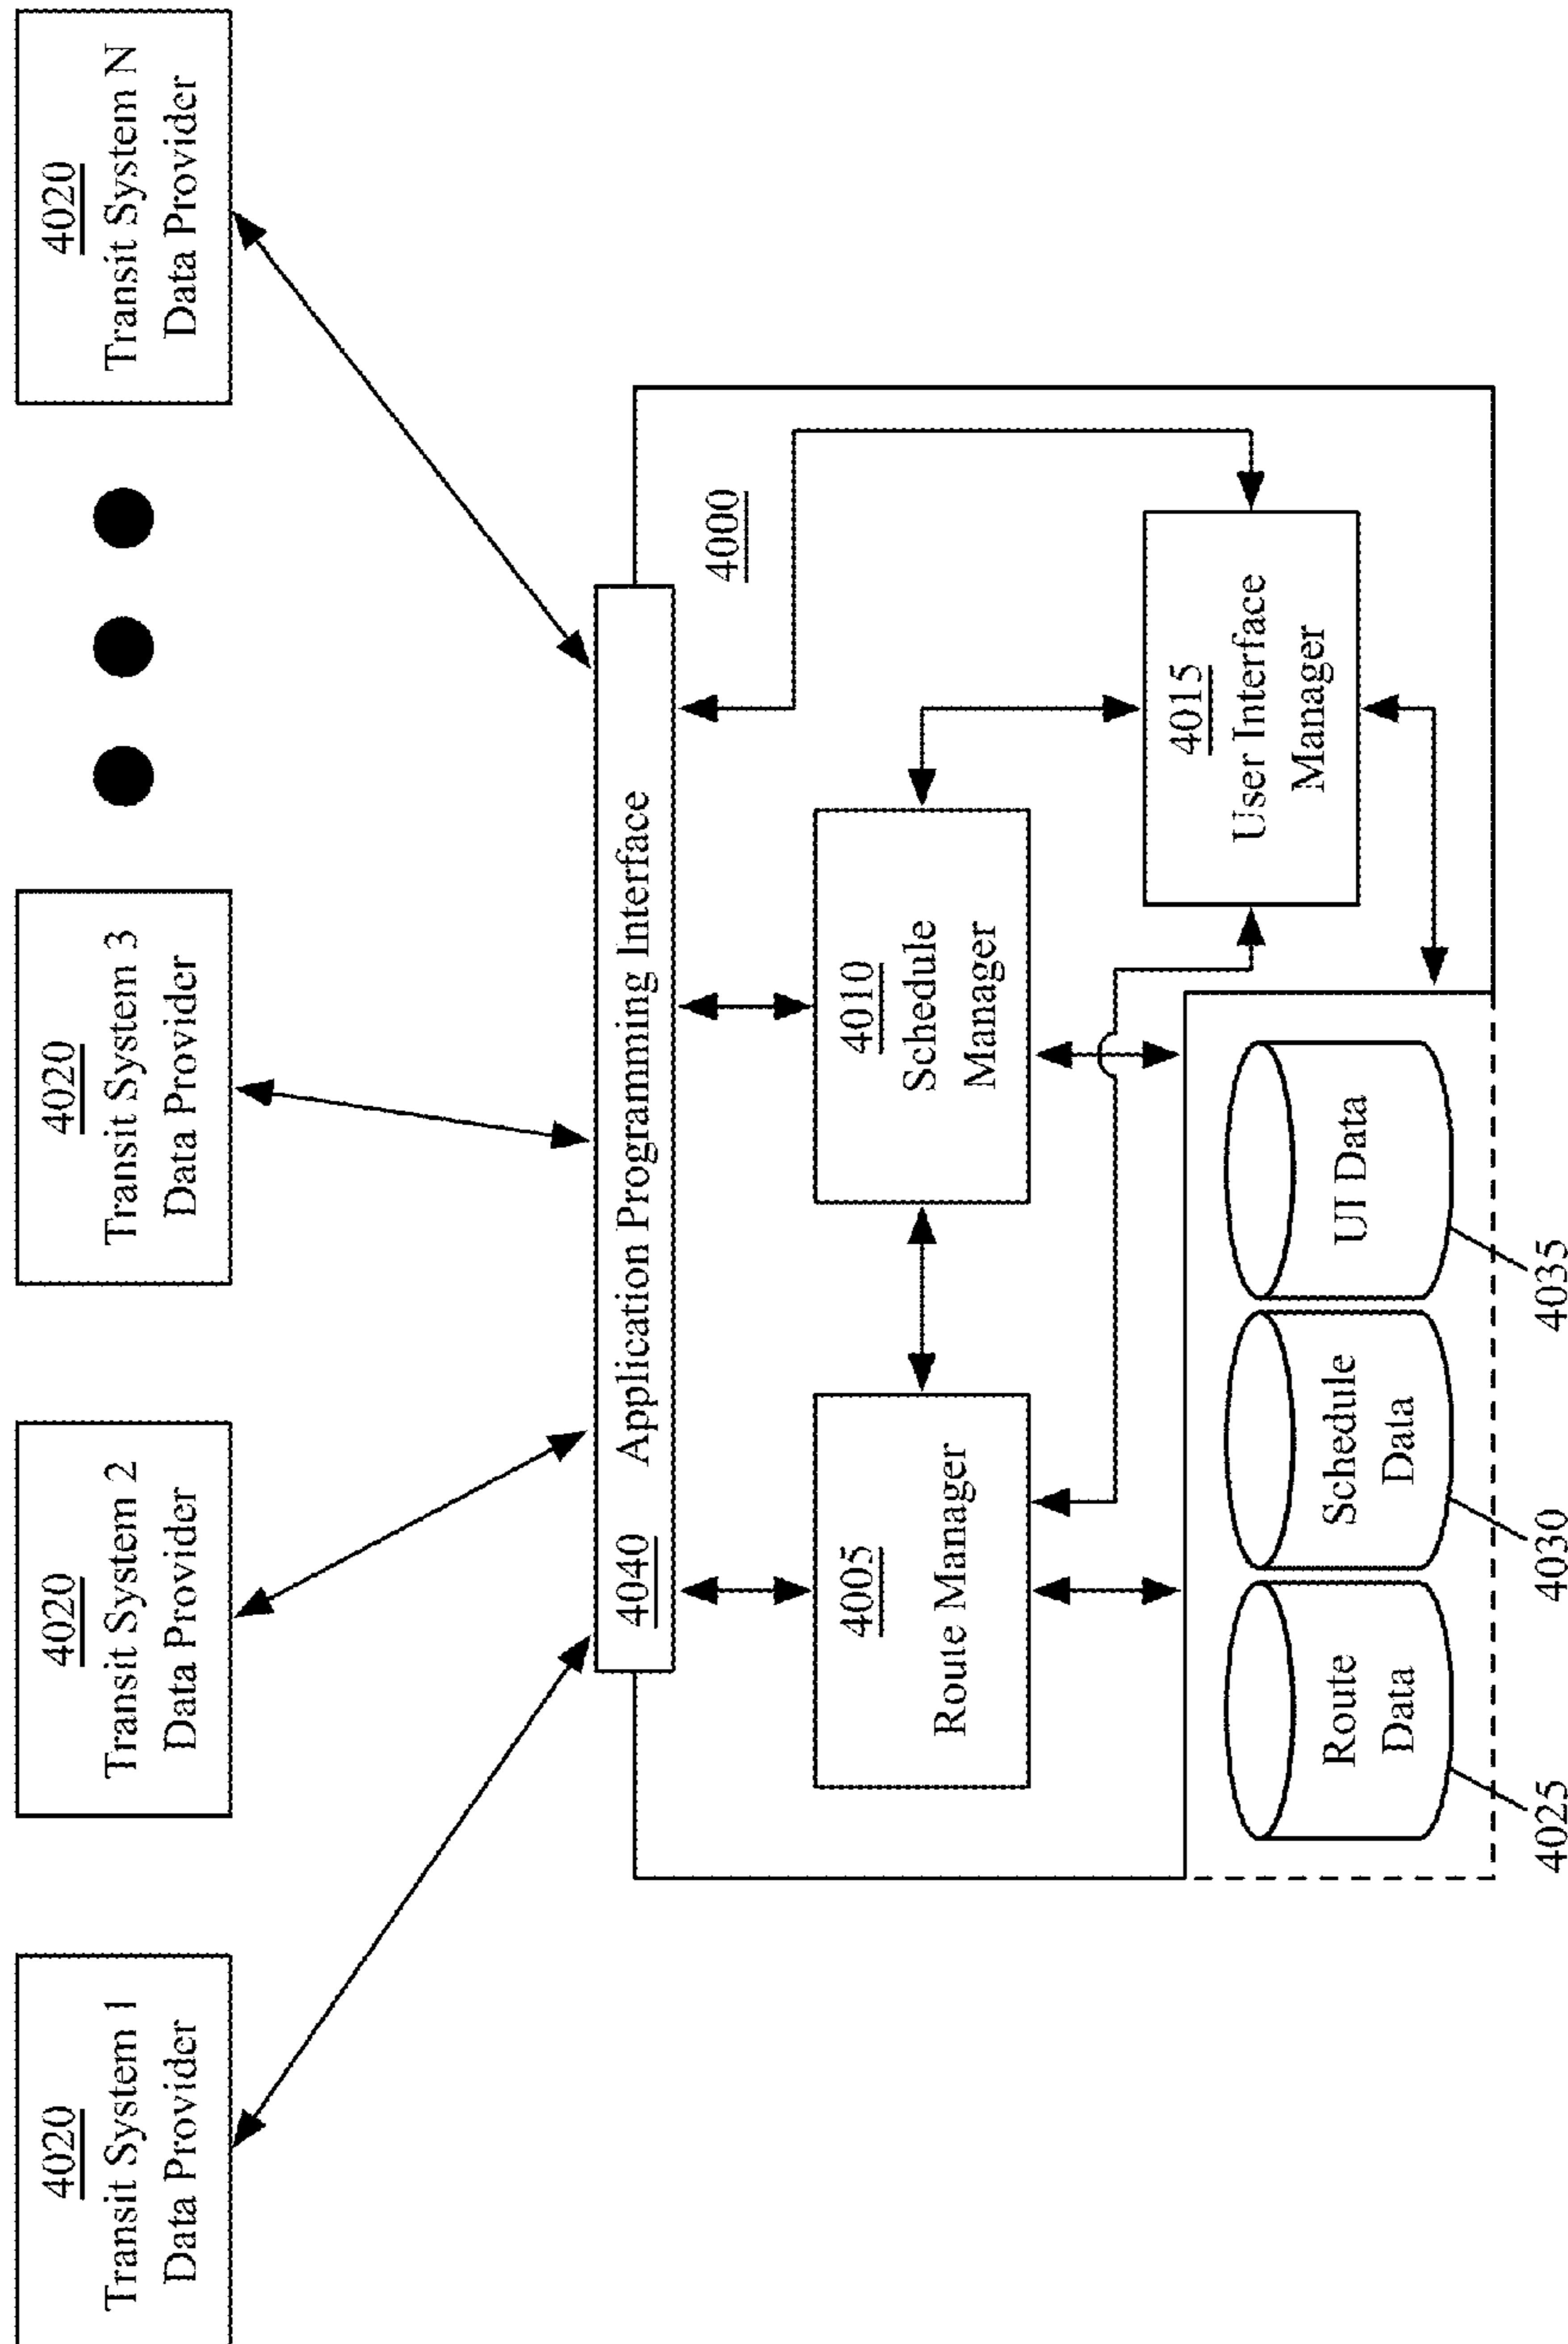 4020
Transit System 1
Data Provider
4020
Transit System 2
Data Provider
4020
Transit System 3
Data Provider
4020
Transit System N
Data Provider
4040 Application Programming Interface
4000
4005
Route Manager
4010
Schedule
Manager
4015
User Interface
Manager
Route
Data
Schedule
Data
UI Data
4025
4030
4035